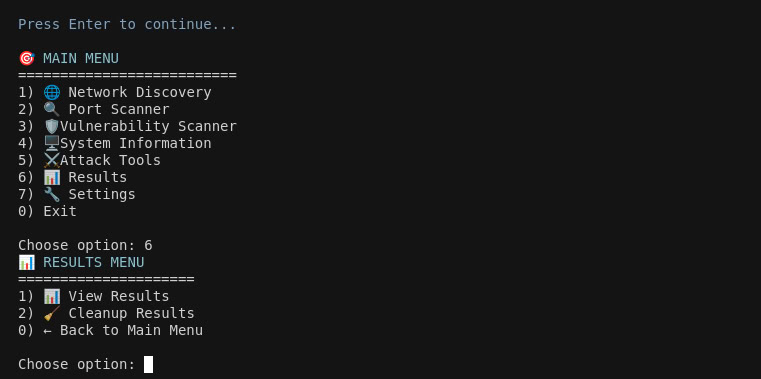 Press Enter to continue...
🎯 MAIN MENU
==========================
1) 🌐 Network Discovery
2) 🔍 Port Scanner
3) 🛡️Vulnerability Scanner
4) 🖥️System Information
5) ⚔️Attack Tools
6) 📊 Results
7) 🔧 Settings
0) Exit
Choose option: 6
📊 RESULTS MENU
=====================
1) 📊 View Results
2) 🧹 Cleanup Results
0) ← Back to Main Menu
Choose option: